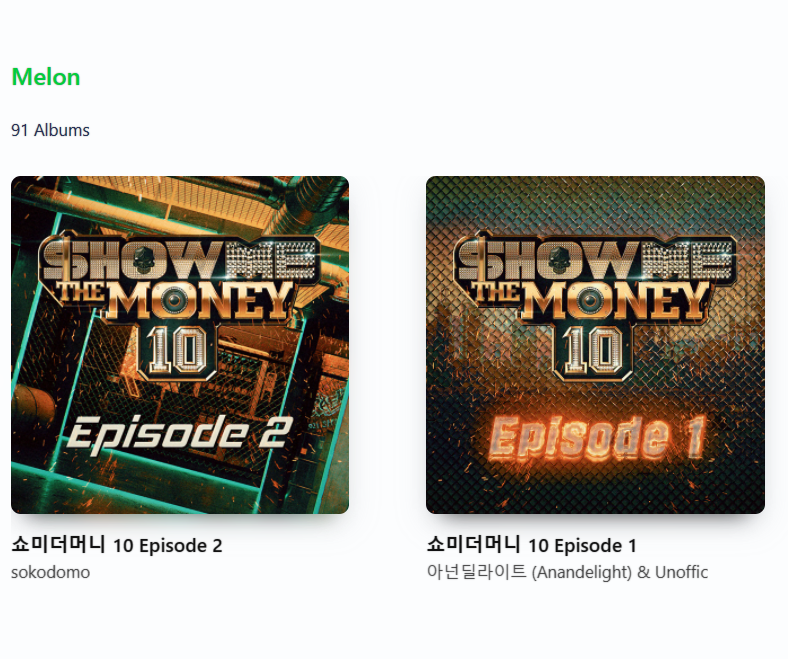 Melon
91 Albums
SHOW ME
THE MONEY
10
Episode 2
SHOW ME
THE MONEY
10
Episode 1
쇼미더머니 10 Episode 2
sokodomo
쇼미더머니 10 Episode 1
아넌딜라이트 (Anandelight) & Unoffic